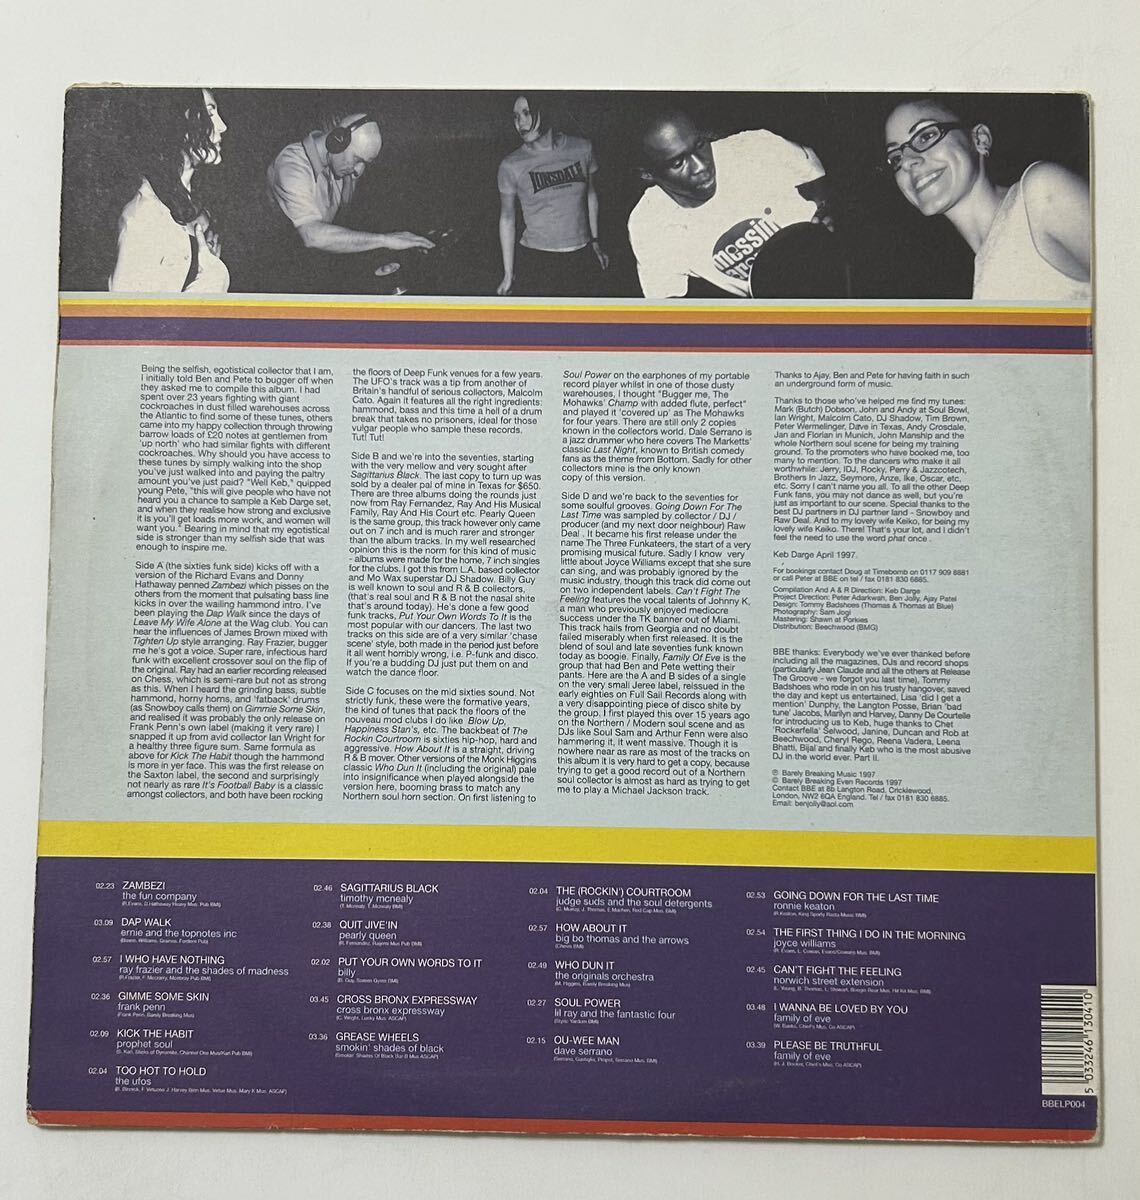 LONSDALE
LONDON
messin'
Being the selfish, egotistical collector that I am,
I initially told Ben and Pete to bugger off when
they asked me to compile this album. I had
spent over 23 years fighting with giant
cockroaches in dust filled warehouses across
the Atlantic to find some of these tunes, others
came into my happy collection through throwing
barrow loads of £20 notes at gentlemen from
'up north' who had similar fights with different
cockroaches. Why should you have access to
these tunes by simply walking into the shop
you've just walked into and paying the paltry
amount you've just paid? "Well Keb," quipped
young Pete, "this will give people who have not
heard you a chance to sample a Keb Darge set,
and when they realise how strong and exclusive
it is you'll get loads more work, and women will
want you." Bearing in mind that my egotistical
side is stronger than my selfish side that was
enough to inspire me.
Side A (the sixties funk side) kicks off with a
version of the Richard Evans and Donny
Hathaway penned Zambezi which pisses on the
others from the moment that pulsating bass line
kicks in over the wailing hammond intro. I've
been playing the Dap Walk since the days of
Leave My Wife Alone at the Wag club. You can
hear the influences of James Brown mixed with
Tighten Up style arranging. Ray Frazier, bugger
me he's got a voice. Super rare, infectious hard
funk with excellent crossover soul on the flip of
the original. Ray had an earlier recording released
on Chess, which is semi-rare but not as strong
as this. When I heard the grinding bass, subtle
hammond, horny horns, and 'fatback' drums
(as Snowboy calls them) on Gimmie Some Skin,
and realised it was probably the only release on
Frank Penn's own label (making it very rare) I
snapped it up from avid collector Ian Wright for
a healthy three figure sum. Same formula as
above for Kick The Habit though the hammond
is more in yer face. This was the first release on
the Saxton label, the second and surprisingly
not nearly as rare It's Football Baby is a classic
amongst collectors, and both have been rocking
the floors of Deep Funk venues for a few years.
The UFO's track was a tip from another of
Britain's handful of serious collectors, Malcolm
Cato. Again it features all the right ingredients:
hammond, bass and this time a hell of a drum
break that takes no prisoners, ideal for those
vulgar people who sample these records.
Tut! Tut!
Side B and we're into the seventies, starting
with the very mellow and very sought after
Sagittarius Black. The last copy to turn up was
sold by a dealer pal of mine in Texas for $650.
There are three albums doing the rounds just
now from Ray Fernandez, Ray And His Musical
Family, Ray And His Court etc. Pearly Queen
is the same group, this track however only came
out on 7 inch and is much rarer and stronger
than the album tracks. In my well researched
opinion this is the norm for this kind of music
- albums were made for the home, 7 inch singles
for the clubs. I got this from L.A. based collector
and Mo Wax superstar DJ Shadow. Billy Guy
is well known to soul and R & B collectors,
(that's real soul and R & B not the nasal shite
that's around today). He's done a few good
funk tracks, Put Your Own Words To It is the
most popular with our dancers. The last two
tracks on this side are of a very similar 'chase
scene' style, both made in the period just before
it all went horribly wrong, i.e. P-funk and disco.
If you're a budding DJ just put them on and
watch the dance floor.
Side C focuses on the mid sixties sound. Not
strictly funk, these were the formative years,
the kind of tunes that pack the floors of the
nouveau mod clubs I do like Blow Up,
Happiness Stan's, etc. The backbeat of The
Rockin Courtroom is sixties hip-hop, hard and
aggressive. How About It is a straight, driving
R & B mover. Other versions of the Monk Higgins
classic Who Dun It (including the original) pale
into insignificance when played alongside the
version here, booming brass to match any
Northern soul horn section. On first listening to
Soul Power on the earphones of my portable
record player whilst in one of those dusty
warehouses, I thought "Bugger me, The
Mohawks' Champ with added flute, perfect"
and played it 'covered up' as The Mohawks
for four years. There are still only 2 copies
known in the collectors world. Dale Serrano is
a jazz drummer who here covers The Marketts'
classic Last Night, known to British comedy
fans as the theme from Bottom. Sadly for other
collectors mine is the only known
copy of this version.
Side D and we're back to the seventies for
some soulful grooves. Going Down For The
Last Time was sampled by collector / DJ /
producer (and my next door neighbour) Raw
Deal . It became his first release under the
name The Three Funkateers, the start of a very
promising musical future. Sadly I know very
little about Joyce Williams except that she sure
can sing, and was probably ignored by the
music industry, though this track did come out
on two independent labels. Can't Fight The
Feeling features the vocal talents of Johnny K,
a man who previously enjoyed mediocre
success under the TK banner out of Miami.
This track hails from Georgia and no doubt
failed miserably when first released. It is the
blend of soul and late seventies funk known
today as boogie. Finally, Family Of Eve is the
group that had Ben and Pete wetting their
pants. Here are the A and B sides of a single
on the very small Jeree label, reissued in the
early eighties on Full Sail Records along with
a very disappointing piece of disco shite by
the group. I first played this over 15 years ago
on the Northern / Modern soul scene and as
DJs like Soul Sam and Arthur Fenn were also
hammering it, it went massive. Though it is
nowhere near as rare as most of the tracks on
this album it is very hard to get a copy, because
trying to get a good record out of a Northern
soul collector is almost as hard as trying to get
me to play a Michael Jackson track.
Thanks to Ajay, Ben and Pete for having faith in such
an underground form of music.
Thanks to those who've helped me find my tunes:
Mark (Butch) Dobson, John and Andy at Soul Bowl,
Ian Wright, Malcolm Cato, DJ Shadow, Tim Brown,
Peter Wermelinger, Dave in Texas, Andy Crosdale,
Jan and Florian in Munich, John Manship and the
whole Northern soul scene for being my training
ground. To the promoters who have booked me, too
many to mention. To the dancers who make it all
worthwhile: Jerry, IDJ, Rocky, Perry & Jazzcotech,
Brothers In Jazz, Seymore, Anze, Ike, Oscar, etc,
etc. Sorry I can't name you all. To all the other Deep
Funk fans, you may not dance as well, but you're
just as important to our scene. Special thanks to the
best DJ partners in DJ partner land - Snowboy and
Raw Deal. And to my lovely wife Keiko, for being my
lovely wife Keiko. There! That's your lot, and I didn't
feel the need to use the word phat once .
Keb Darge April 1997.
For bookings contact Doug at Timebomb on 0117 909 8881
or call Peter at BBE on tel / fax 0181 830 6885.
Compilation And A & R Direction: Keb Darge
Project Direction: Peter Adarkwah, Ben Jolly, Ajay Patel
Design: Tommy Badshoes (Thomas & Thomas at Blue)
Photography: Sam Jogi
Mastering: Shawn at Porkies
Distribution: Beechwood (BMG)
BBE thanks: Everybody we've ever thanked before
including all the magazines, DJs and record shops
(particularly Jean Claude and all the others at Release
The Groove - we forgot you last time), Tommy
Badshoes who rode in on his trusty hangover, saved
the day and kept us entertained, Lisa 'did I get a
mention' Dunphy, the Langton Posse, Brian 'bad
tune' Jacobs, Marilyn and Harvey, Danny De Courtelle
for introducing us to Keb, huge thanks to Chet
'Rockerfella' Selwood, Janine, Duncan and Rob at
Beechwood, Cheryl Rego, Reena Vadera, Leena
Bhatti, Bijal and finally Keb who is the most abusive
DJ in the world ever. Part II.
℗ Barely Breaking Music 1997
© Barely Breaking Even Records 1997
Contact BBE at 8b Langton Road, Cricklewood,
London, NW2 6QA England. Tel / fax 0181 830 6885.
Email: benjolly@aol.com
02.23 ZAMBEZI
the fun company
03.09 DAP WALK
ernie and the topnotes inc
02.57 I WHO HAVE NOTHING
ray frazier and the shades of madness
02.36 GIMME SOME SKIN
frank penn
(Frank Penn, Barely Breaking Mus)
02.09 KICK THE HABIT
prophet soul
02.04 TOO HOT TO HOLD
the ufos
02.46 SAGITTARIUS BLACK
timothy mcnealy
(T. Mcnealy, T. Mcnealy BMI)
02.38 QUIT JIVE'IN
pearly queen
02.02 PUT YOUR OWN WORDS TO IT
billy
03.45 CROSS BRONX EXPRESSWAY
cross bronx expressway
(C. Wright, Lucky Mus. ASCAP)
03.36 GREASE WHEELS
smokin' shades of black
02.04 THE (ROCKIN') COURTROOM
judge suds and the soul detergents
02.57 HOW ABOUT IT
big bo thomas and the arrows
02.49 WHO DUN IT
the originals orchestra
(M. Higgins, Barely Breaking Mus)
02.27 SOUL POWER
lil ray and the fantastic four
02.15 OU-WEE MAN
dave serrano
02.53 GOING DOWN FOR THE LAST TIME
ronnie keaton
02.54 THE FIRST THING I DO IN THE MORNING
joyce williams
02.45 CAN'T FIGHT THE FEELING
norwich street extension
03.48 I WANNA BE LOVED BY YOU
family of eve
(W. Banks, Chief's Mus. Co ASCAP)
03.39 PLEASE BE TRUTHFUL
family of eve
(H. J. Booker, Chief's Mus. Co ASCAP)
5 033246 130410
BBELP004